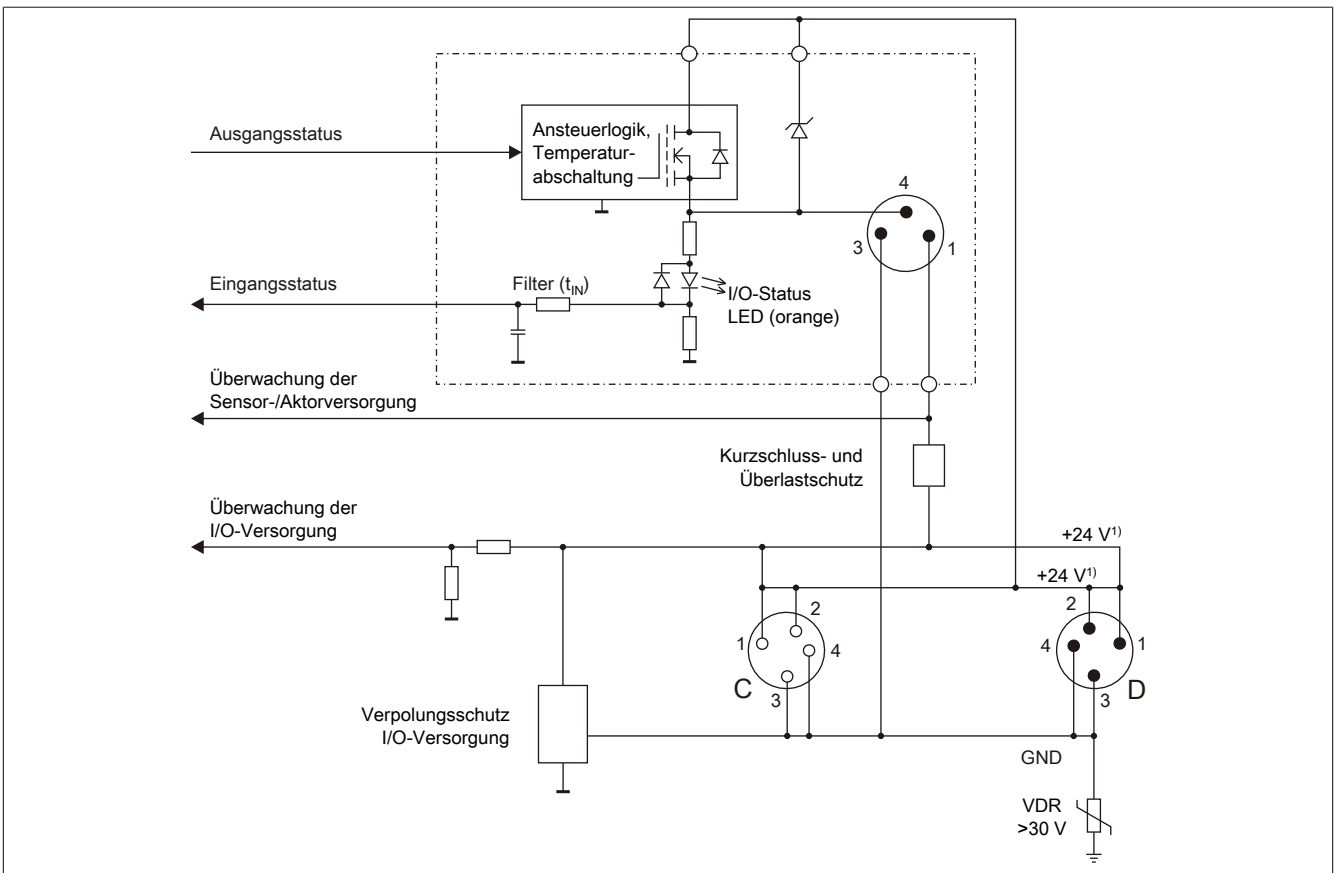 Ausgangsstatus
Ansteuerlogik,
Temperatur-
abschaltung
4
3
1
Eingangsstatus
Filter (tIN)
I/O-Status
LED (orange)
Überwachung der
Sensor-/Aktorversorgung
Kurzschluss- und
Überlastschutz
Überwachung der
I/O-Versorgung
+24 V1)
+24 V1)
2
1
4
C
3
2
4
1
3
D
Verpolungsschutz
I/O-Versorgung
GND
VDR
>30 V